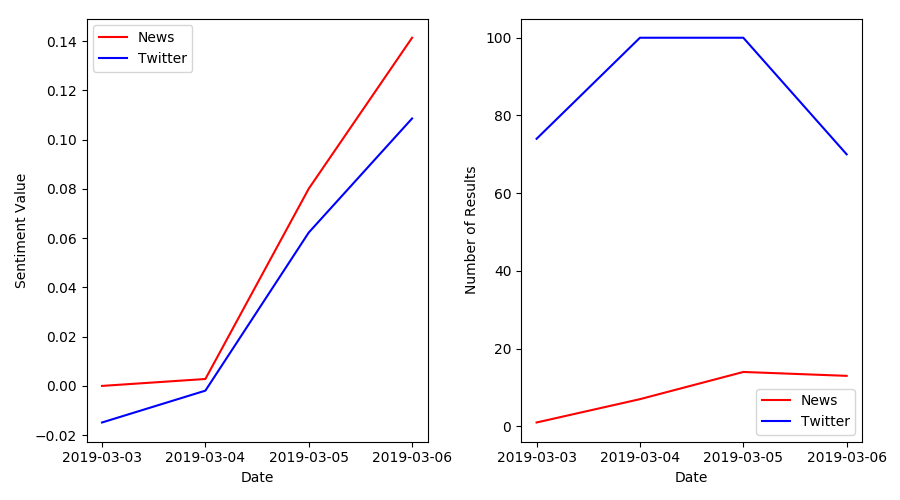 News
Twitter
0.14
0.12
0.10
0.08
0.06
0.04
0.02
0.00
−0.02
Sentiment Value
2019-03-03 2019-03-04 2019-03-05 2019-03-06
Date
100
80
60
40
20
0
Number of Results
News
Twitter
2019-03-03 2019-03-04 2019-03-05 2019-03-06
Date